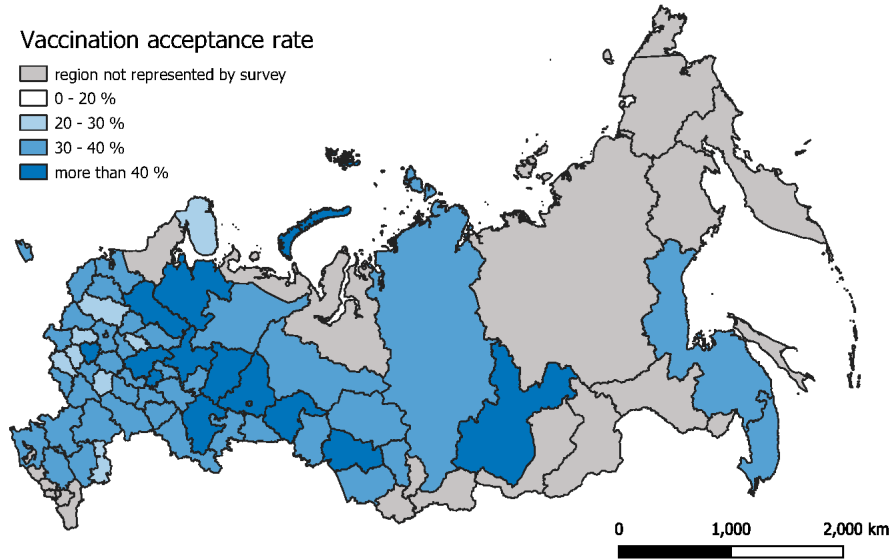 Vaccination acceptance rate
region not represented by survey
0 - 20 %
20 - 30 %
30 - 40 %
more than 40 %
0 1,000 2,000 km